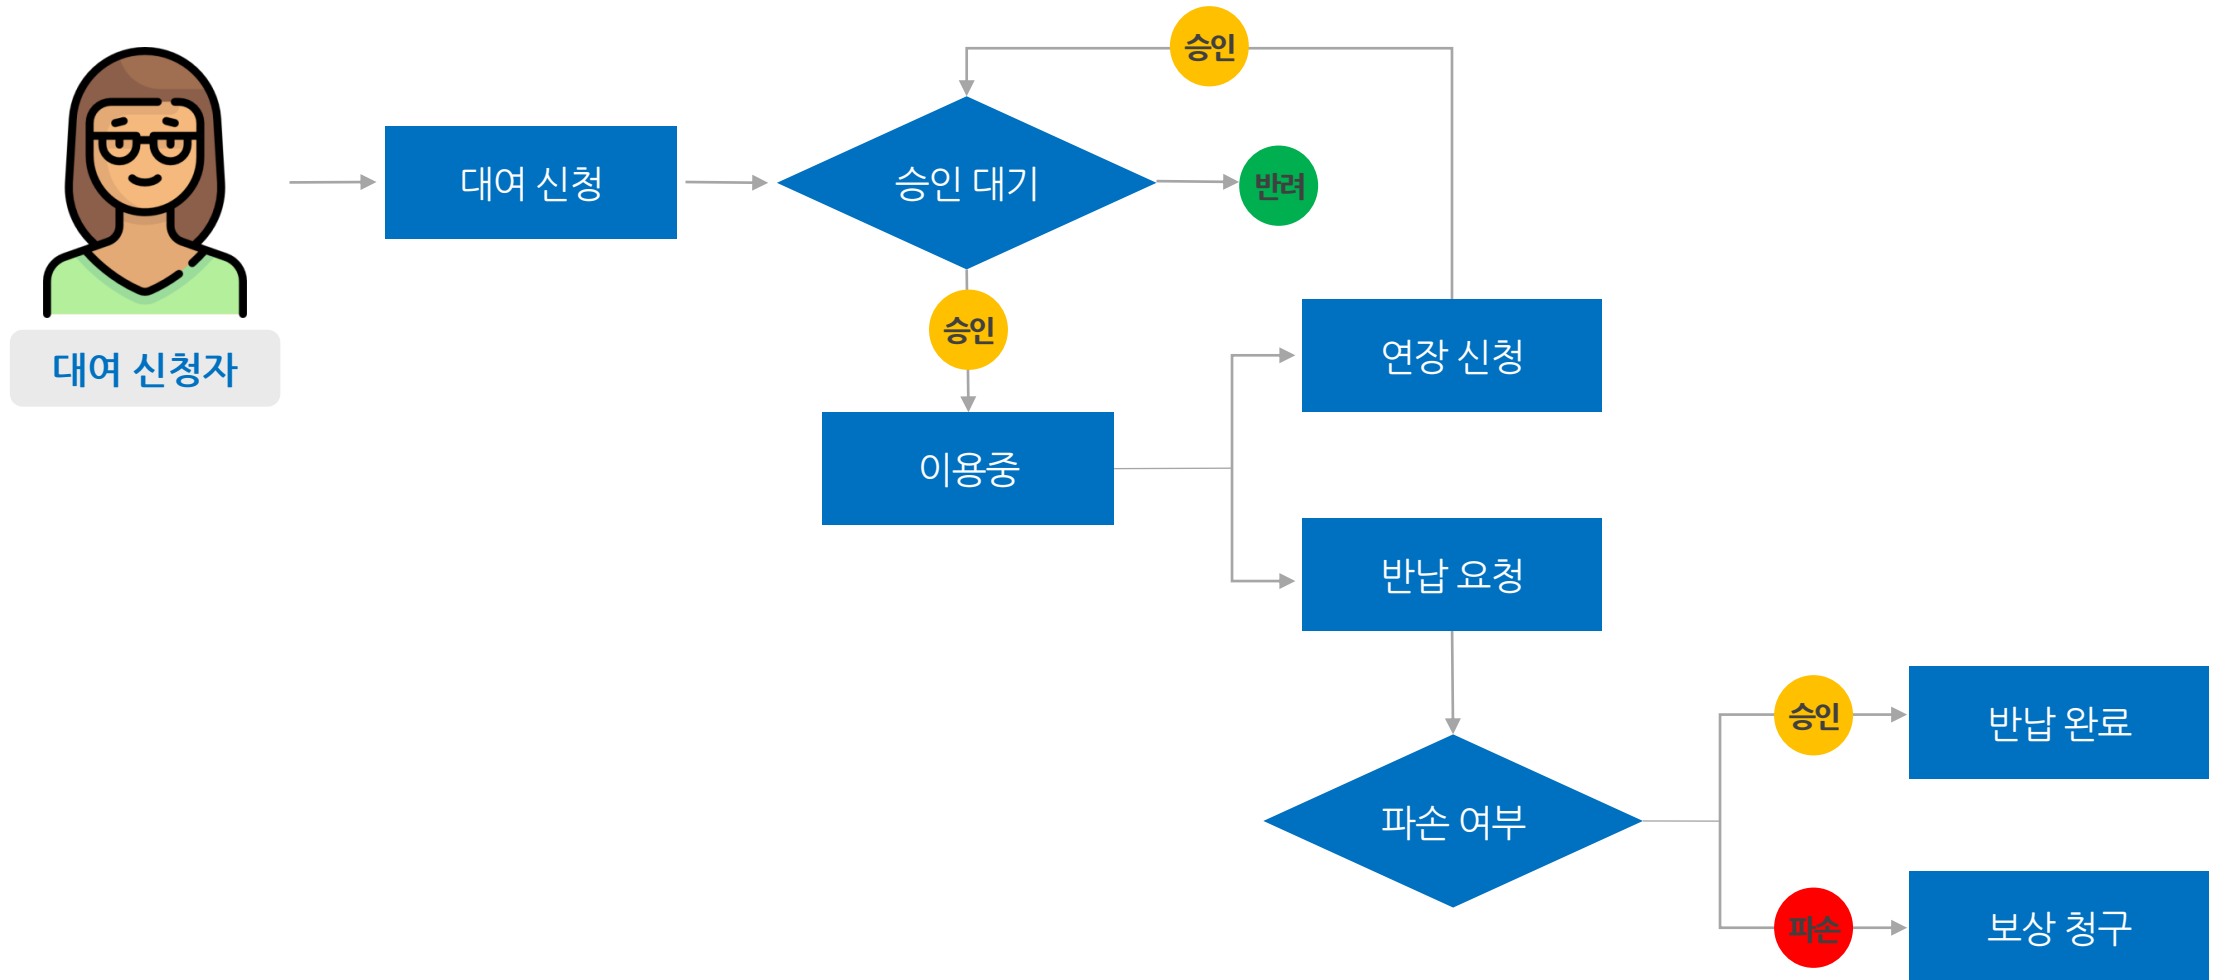 승인
대여 신청
승인 대기
반려
대여 신청자
승인
연장 신청
이용중
반납 요청
승인
반납 완료
파손 여부
파손
보상 청구